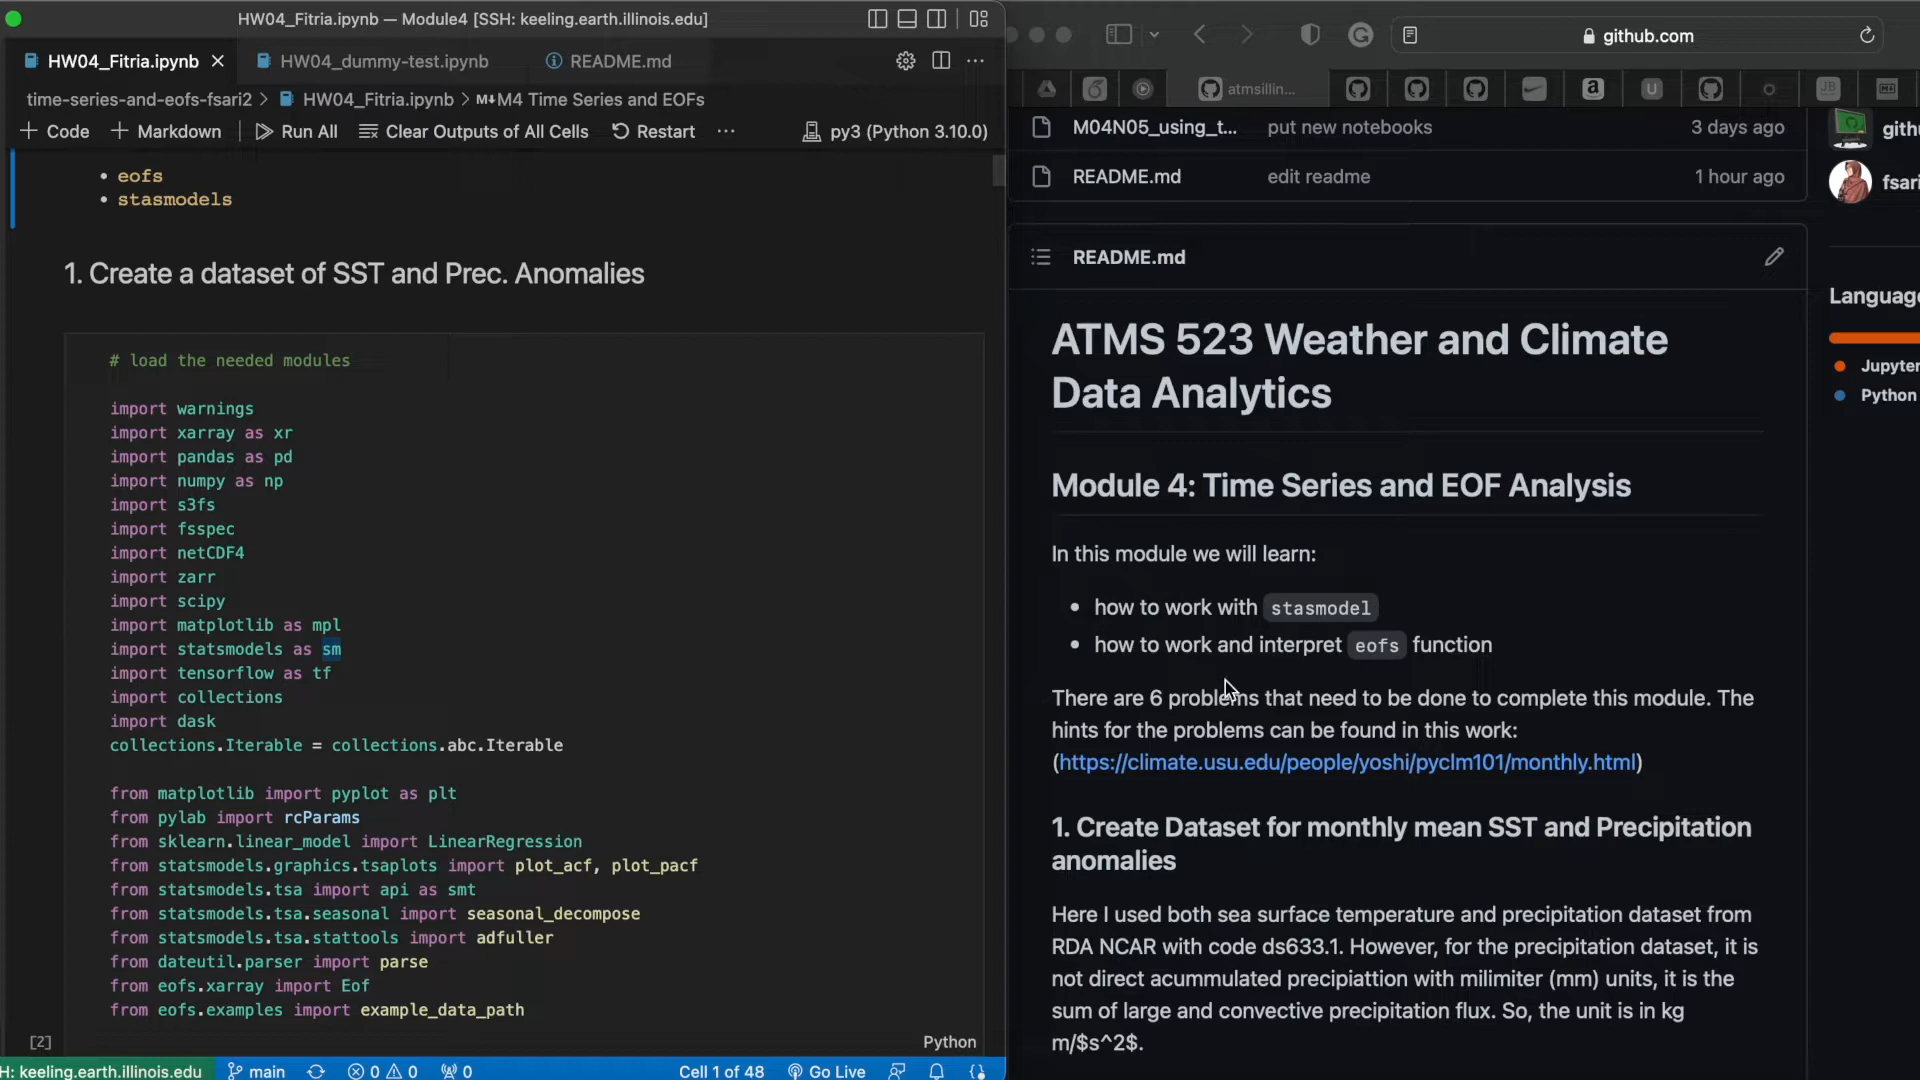 HW04_Fitria.ipynb — Module4 [SSH: keeling.earth.illinois.edu]
HW04_Fitria.ipynb
HW04_dummy-test.ipynb
README.md
time-series-and-eofs-fsari2 > HW04_Fitria.ipynb > M4 Time Series and EOFs
+ Code + Markdown Run All Clear Outputs of All Cells Restart ... py3 (Python 3.10.0)
• eofs
• stasmodels
1. Create a dataset of SST and Prec. Anomalies
# load the needed modules
import warnings
import xarray as xr
import pandas as pd
import numpy as np
import s3fs
import fsspec
import netCDF4
import zarr
import scipy
import matplotlib as mpl
import statsmodels as sm
import tensorflow as tf
import collections
import dask
collections.Iterable = collections.abc.Iterable
from matplotlib import pyplot as plt
from pylab import rcParams
from sklearn.linear_model import LinearRegression
from statsmodels.graphics.tsaplots import plot_acf, plot_pacf
from statsmodels.tsa import api as smt
from statsmodels.tsa.seasonal import seasonal_decompose
from statsmodels.tsa.stattools import adfuller
from dateutil.parser import parse
from eofs.xarray import Eof
from eofs.examples import example_data_path
[2]
Python
H: keeling.earth.illinois.edu main 0 0 0 Cell 1 of 48 Go Live
github.com
atmsillin...
M04N05_using_t... put new notebooks 3 days ago
README.md edit readme 1 hour ago
README.md
ATMS 523 Weather and Climate
Data Analytics
Module 4: Time Series and EOF Analysis
In this module we will learn:
• how to work with stasmodel
• how to work and interpret eofs function
There are 6 problems that need to be done to complete this module. The
hints for the problems can be found in this work:
(https://climate.usu.edu/people/yoshi/pyclm101/monthly.html)
1. Create Dataset for monthly mean SST and Precipitation
anomalies
Here I used both sea surface temperature and precipitation dataset from
RDA NCAR with code ds633.1. However, for the precipitation dataset, it is
not direct acummulated precipiattion with milimiter (mm) units, it is the
sum of large and convective precipitation flux. So, the unit is in kg
m/$s^2$.
gith
fsari
Language
Jupyter
Python